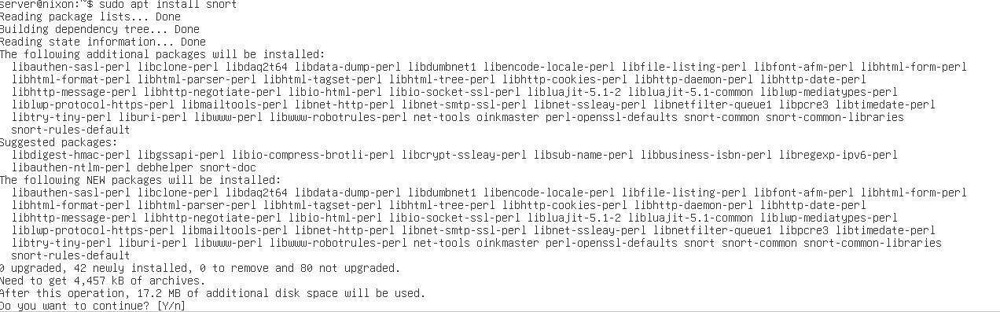 server@nixon:~$ sudo apt install snort
Reading package lists... Done
Building dependency tree... Done
Reading state information... Done
The following additional packages will be installed:
  libauthen-sasl-perl libclone-perl libdaq2t64 libdata-dump-perl libdumbnet1 libencode-locale-perl libfile-listing-perl libfont-afm-perl libhtml-form-perl
  libhtml-format-perl libhtml-parser-perl libhtml-tagset-perl libhtml-tree-perl libhttp-cookies-perl libhttp-daemon-perl libhttp-date-perl
  libhttp-message-perl libhttp-negotiate-perl libio-html-perl libio-socket-ssl-perl libluajit-5.1-2 libluajit-5.1-common liblwp-mediatypes-perl
  liblwp-protocol-https-perl libmailtools-perl libnet-http-perl libnet-smtp-ssl-perl libnet-ssleay-perl libnetfilter-queue1 libpcre3 libtimedate-perl
  libtry-tiny-perl liburi-perl libwww-perl libwww-robotrules-perl net-tools oinkmaster perl-openssl-defaults snort-common snort-common-libraries
  snort-rules-default
Suggested packages:
  libdigest-hmac-perl libgssapi-perl libio-compress-brotli-perl libcrypt-ssleay-perl libsub-name-perl libbusiness-isbn-perl libregexp-ipv6-perl
  libauthen-ntlm-perl debhelper snort-doc
The following NEW packages will be installed:
  libauthen-sasl-perl libclone-perl libdaq2t64 libdata-dump-perl libdumbnet1 libencode-locale-perl libfile-listing-perl libfont-afm-perl libhtml-form-perl
  libhtml-format-perl libhtml-parser-perl libhtml-tagset-perl libhtml-tree-perl libhttp-cookies-perl libhttp-daemon-perl libhttp-date-perl
  libhttp-message-perl libhttp-negotiate-perl libio-html-perl libio-socket-ssl-perl libluajit-5.1-2 libluajit-5.1-common liblwp-mediatypes-perl
  liblwp-protocol-https-perl libmailtools-perl libnet-http-perl libnet-smtp-ssl-perl libnet-ssleay-perl libnetfilter-queue1 libpcre3 libtimedate-perl
  libtry-tiny-perl liburi-perl libwww-perl libwww-robotrules-perl net-tools oinkmaster perl-openssl-defaults snort snort-common snort-common-libraries
  snort-rules-default
0 upgraded, 42 newly installed, 0 to remove and 80 not upgraded.
Need to get 4,457 kB of archives.
After this operation, 17.2 MB of additional disk space will be used.
Do you want to continue? [Y/n]